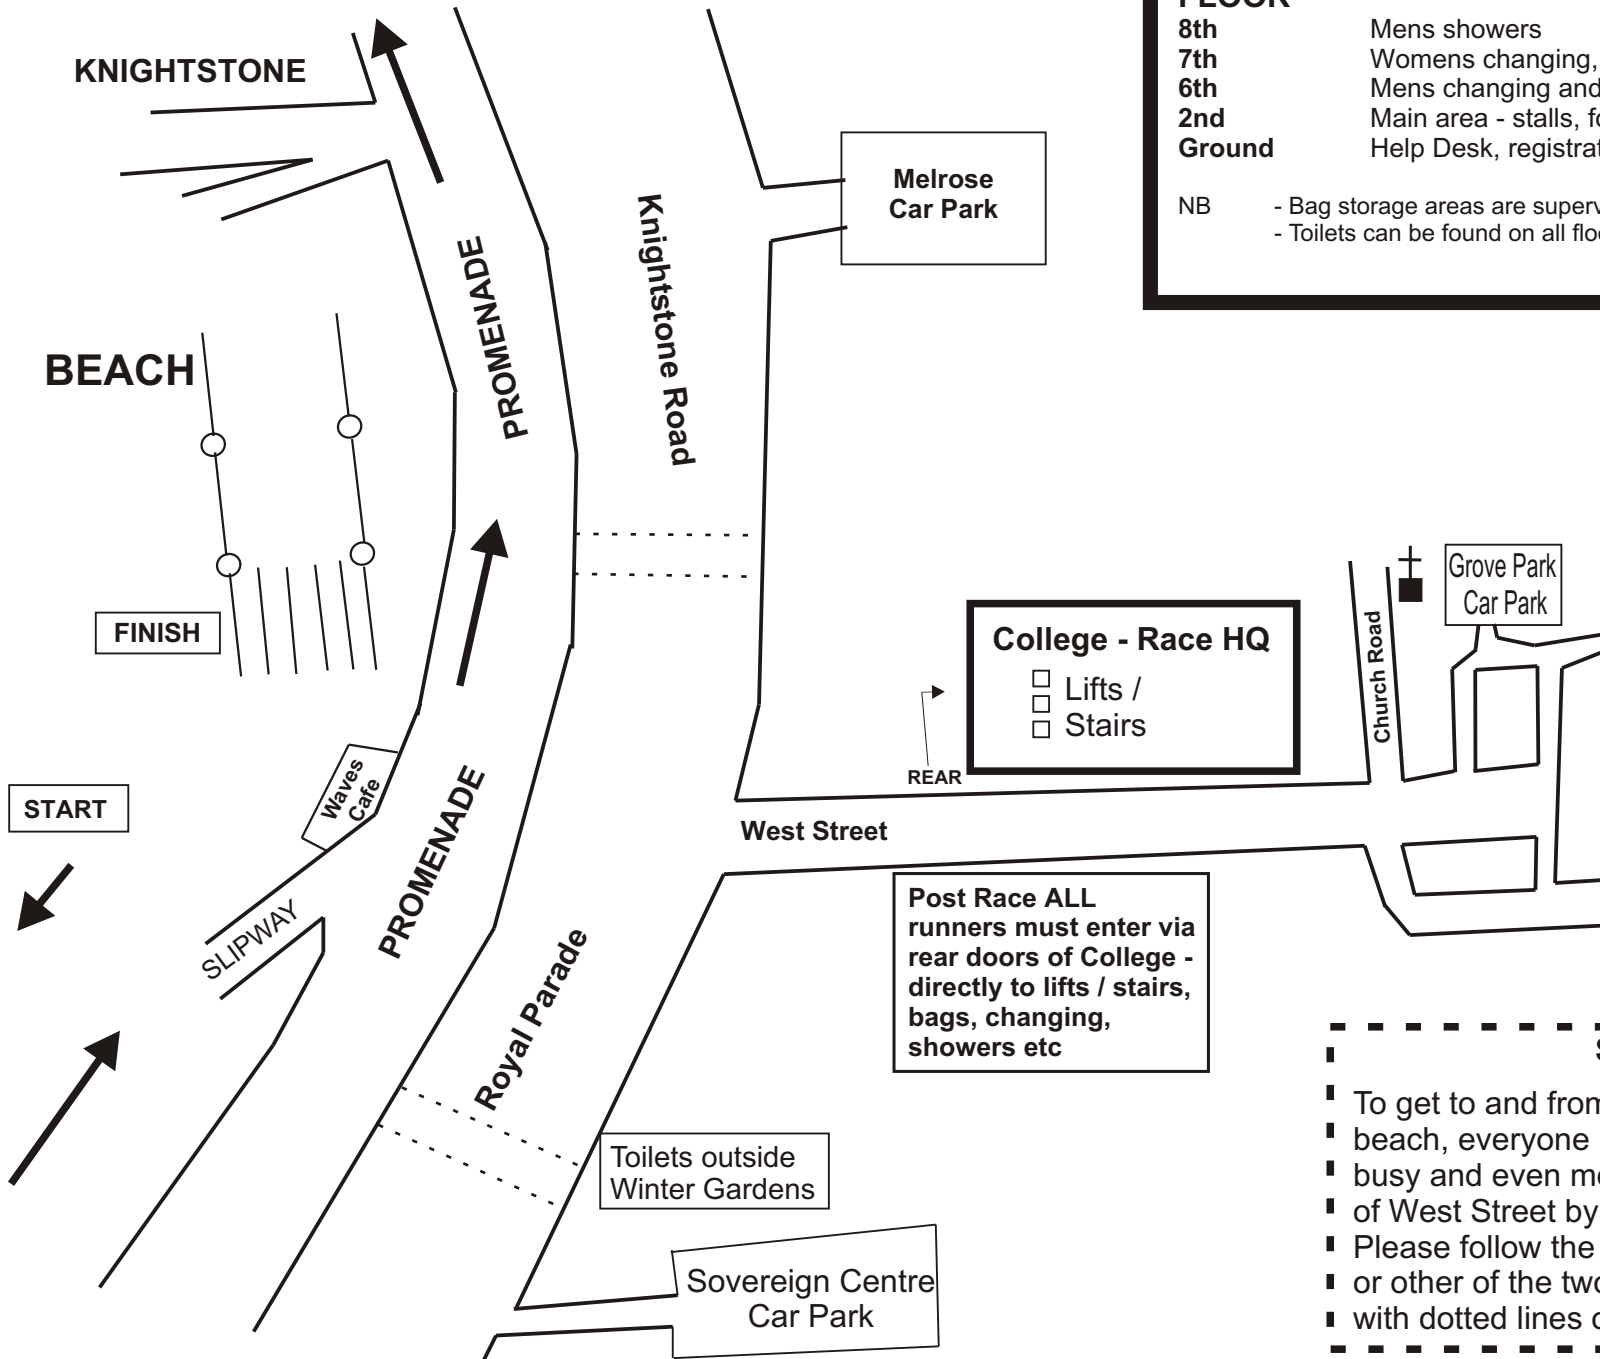 FLOOR
8th Mens showers
7th Womens changing,
6th Mens changing and
2nd Main area - stalls,
Ground Help Desk,
NB - Bag storage areas are
- Toilets can be found on all
KNIGHTSTONE
Melrose
Car Park
PROMENADE
Knightstone Road
BEACH
FINISH
College - Race HQ
Lifts /
Stairs
REAR
Church Road
Grove Park
Car Park
START
Waves
Cafe
PROMENADE
West Street
SLIPWAY
Post Race ALL
runners must enter via
rear doors of College -
directly to lifts / stairs,
bags, changing,
showers etc
Royal Parade
Toilets outside
Winter Gardens
Sovereign Centre
Car Park
To get to and from
beach, everyone
busy and even
of West Street by
Please follow the
or other of the
with dotted lines